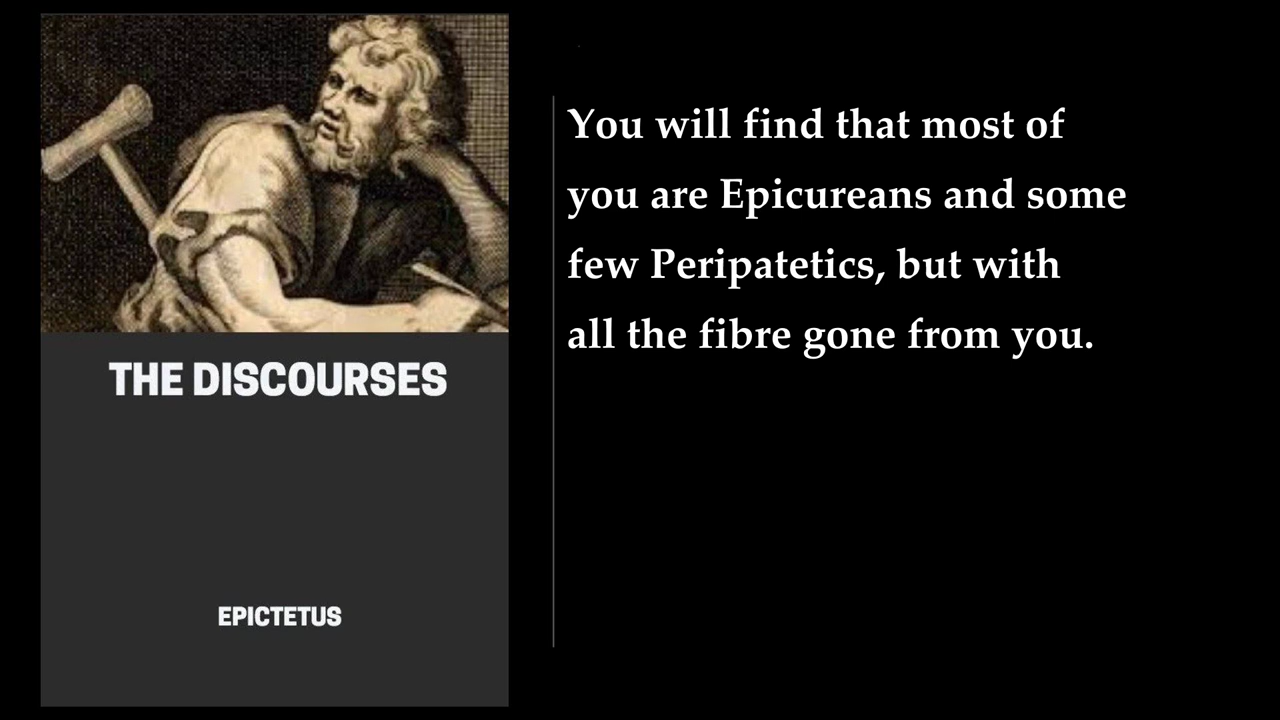 THE DISCOURSES
EPICTETUS
You will find that most of
you are Epicureans and some
few Peripatetics, but with
all the fibre gone from you.